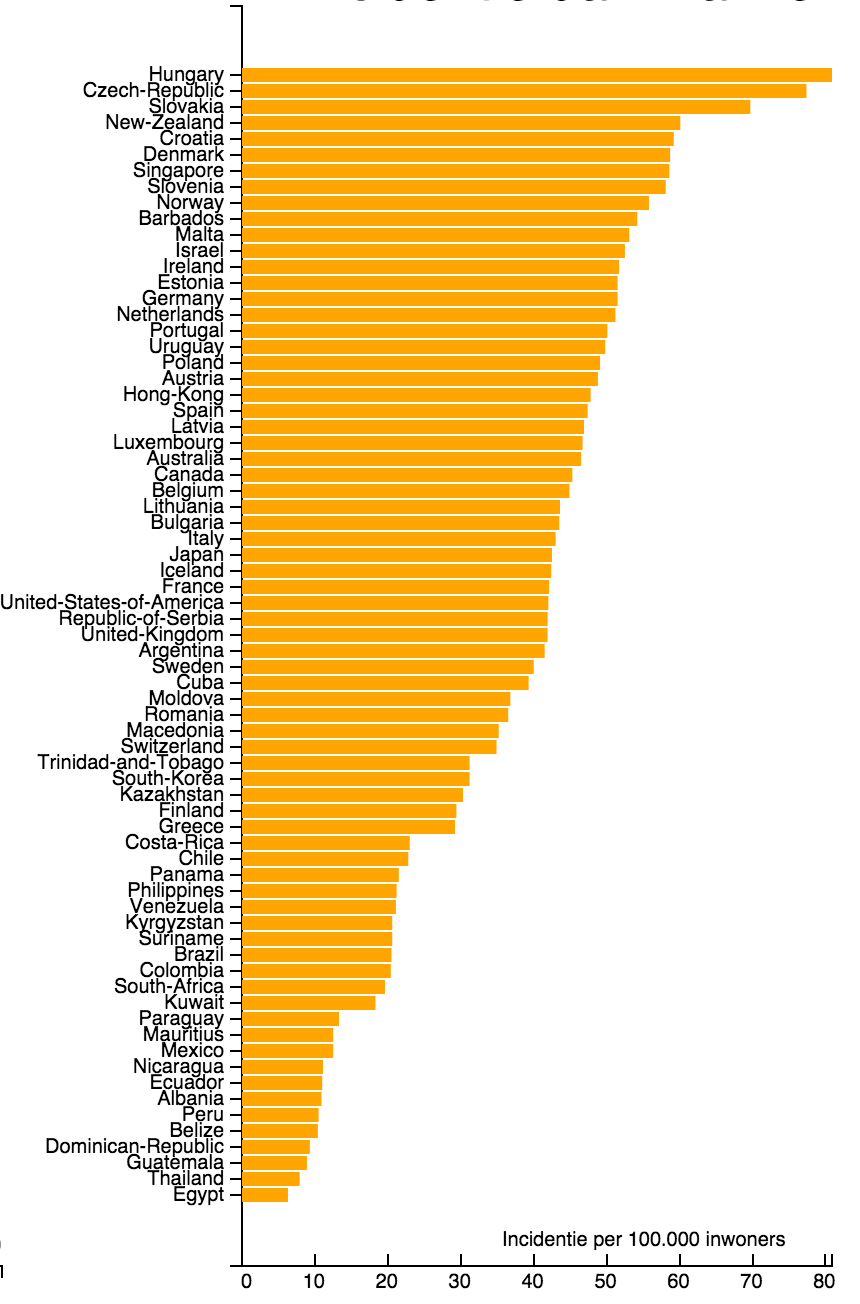 Hungary
Czech-Republic
Slovakia
New-Zealand
Croatia
Denmark
Singapore
Slovenia
Norway
Barbados
Malta
Israel
Ireland
Estonia
Germany
Netherlands
Portugal
Uruguay
Poland
Austria
Hong-Kong
Spain
Latvia
Luxembourg
Australia
Canada
Belgium
Lithuania
Bulgaria
Italy
Japan
Iceland
France
United-States-of-America
Republic-of-Serbia
United-Kingdom
Argentina
Sweden
Cuba
Moldova
Romania
Macedonia
Switzerland
Trinidad-and-Tobago
South-Korea
Kazakhstan
Finland
Greece
Costa-Rica
Chile
Panama
Philippines
Venezuela
Kyrgyzstan
Suriname
Brazil
Colombia
South-Africa
Kuwait
Paraguay
Mauritius
Mexico
Nicaragua
Ecuador
Albania
Peru
Belize
Dominican-Republic
Guatemala
Thailand
Egypt
Incidentie per 100.000 inwoners
0 10 20 30 40 50 60 70 80